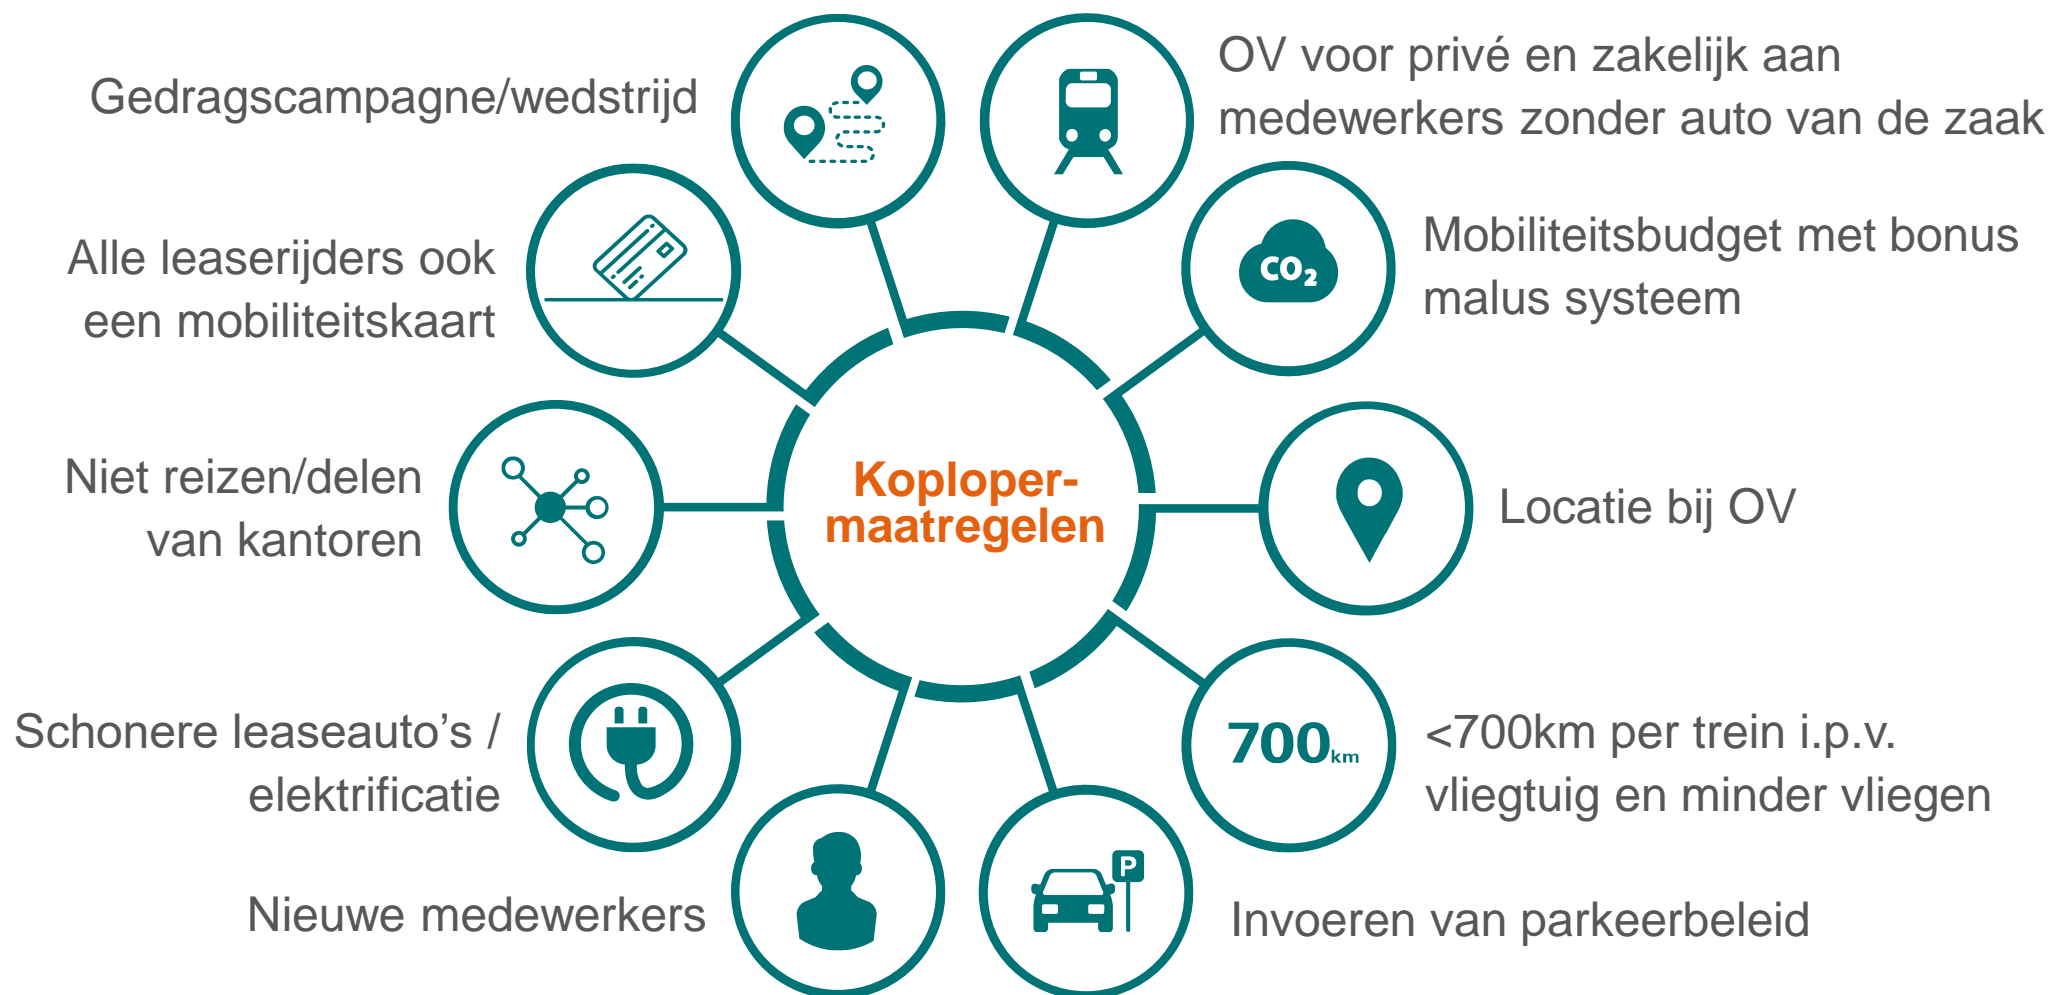 Gedragscampagne/wedstrijd
OV voor privé en zakelijk aan
medewerkers zonder auto van de zaak
Alle leaserijders ook
een mobiliteitskaart
CO₂
Mobiliteitsbudget met bonus
malus systeem
Niet reizen/delen
van kantoren
Koploper-
maatregelen
Locatie bij OV
Schonere leaseauto’s /
elektrificatie
700km
<700km per trein i.p.v.
vliegtuig en minder vliegen
Nieuwe medewerkers
P
Invoeren van parkeerbeleid